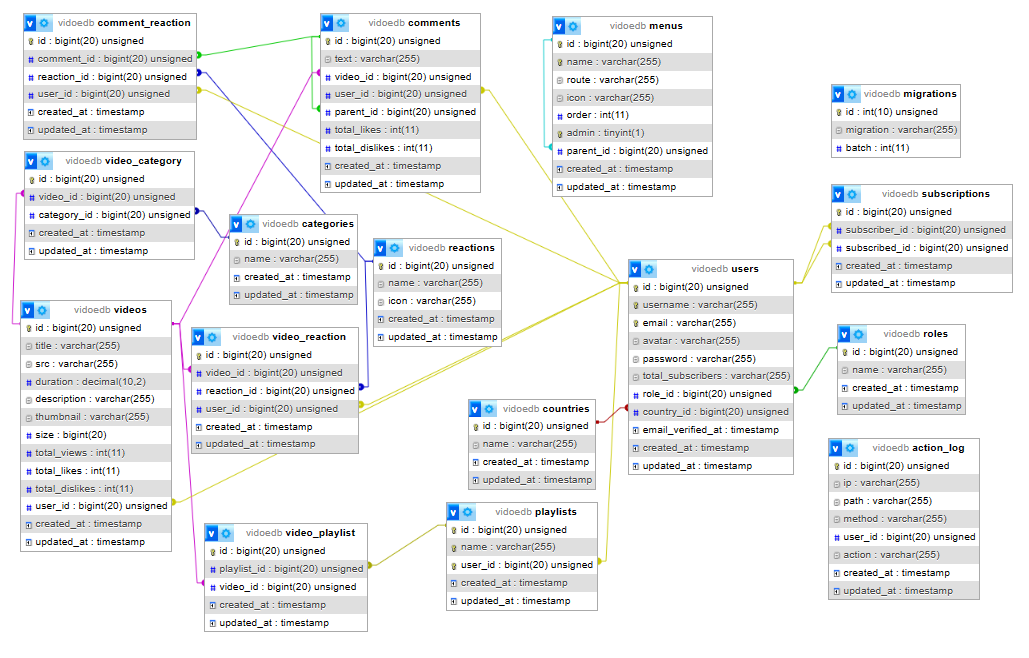 vidoedb comment_reaction
id : bigint(20) unsigned
comment_id : bigint(20) unsigned
reaction_id : bigint(20) unsigned
user_id : bigint(20) unsigned
created_at : timestamp
updated_at : timestamp
vidoedb comments
id : bigint(20) unsigned
text : varchar(255)
video_id : bigint(20) unsigned
user_id : bigint(20) unsigned
parent_id : bigint(20) unsigned
total_likes : int(11)
total_dislikes : int(11)
created_at : timestamp
updated_at : timestamp
vidoedb menus
id : bigint(20) unsigned
name : varchar(255)
route : varchar(255)
icon : varchar(255)
order : int(11)
admin : tinyint(1)
parent_id : bigint(20) unsigned
created_at : timestamp
updated_at : timestamp
vidoedb migrations
id : int(10) unsigned
migration : varchar(255)
batch : int(11)
vidoedb video_category
id : bigint(20) unsigned
video_id : bigint(20) unsigned
category_id : bigint(20) unsigned
created_at : timestamp
updated_at : timestamp
vidoedb categories
id : bigint(20) unsigned
name : varchar(255)
created_at : timestamp
updated_at : timestamp
vidoedb reactions
id : bigint(20) unsigned
name : varchar(255)
icon : varchar(255)
created_at : timestamp
updated_at : timestamp
vidoedb subscriptions
id : bigint(20) unsigned
subscriber_id : bigint(20) unsigned
subscribed_id : bigint(20) unsigned
created_at : timestamp
updated_at : timestamp
vidoedb users
id : bigint(20) unsigned
username : varchar(255)
email : varchar(255)
avatar : varchar(255)
password : varchar(255)
total_subscribers : varchar(255)
role_id : bigint(20) unsigned
country_id : bigint(20) unsigned
email_verified_at : timestamp
created_at : timestamp
updated_at : timestamp
vidoedb videos
id : bigint(20) unsigned
title : varchar(255)
src : varchar(255)
duration : decimal(10,2)
description : varchar(255)
thumbnail : varchar(255)
size : bigint(20)
total_views : int(11)
total_likes : int(11)
total_dislikes : int(11)
user_id : bigint(20) unsigned
created_at : timestamp
updated_at : timestamp
vidoedb video_reaction
id : bigint(20) unsigned
video_id : bigint(20) unsigned
reaction_id : bigint(20) unsigned
user_id : bigint(20) unsigned
created_at : timestamp
updated_at : timestamp
vidoedb roles
id : bigint(20) unsigned
name : varchar(255)
created_at : timestamp
updated_at : timestamp
vidoedb countries
id : bigint(20) unsigned
name : varchar(255)
created_at : timestamp
updated_at : timestamp
vidoedb action_log
id : bigint(20) unsigned
ip : varchar(255)
path : varchar(255)
method : varchar(255)
user_id : bigint(20) unsigned
action : varchar(255)
created_at : timestamp
updated_at : timestamp
vidoedb video_playlist
id : bigint(20) unsigned
playlist_id : bigint(20) unsigned
video_id : bigint(20) unsigned
created_at : timestamp
updated_at : timestamp
vidoedb playlists
id : bigint(20) unsigned
name : varchar(255)
user_id : bigint(20) unsigned
created_at : timestamp
updated_at : timestamp